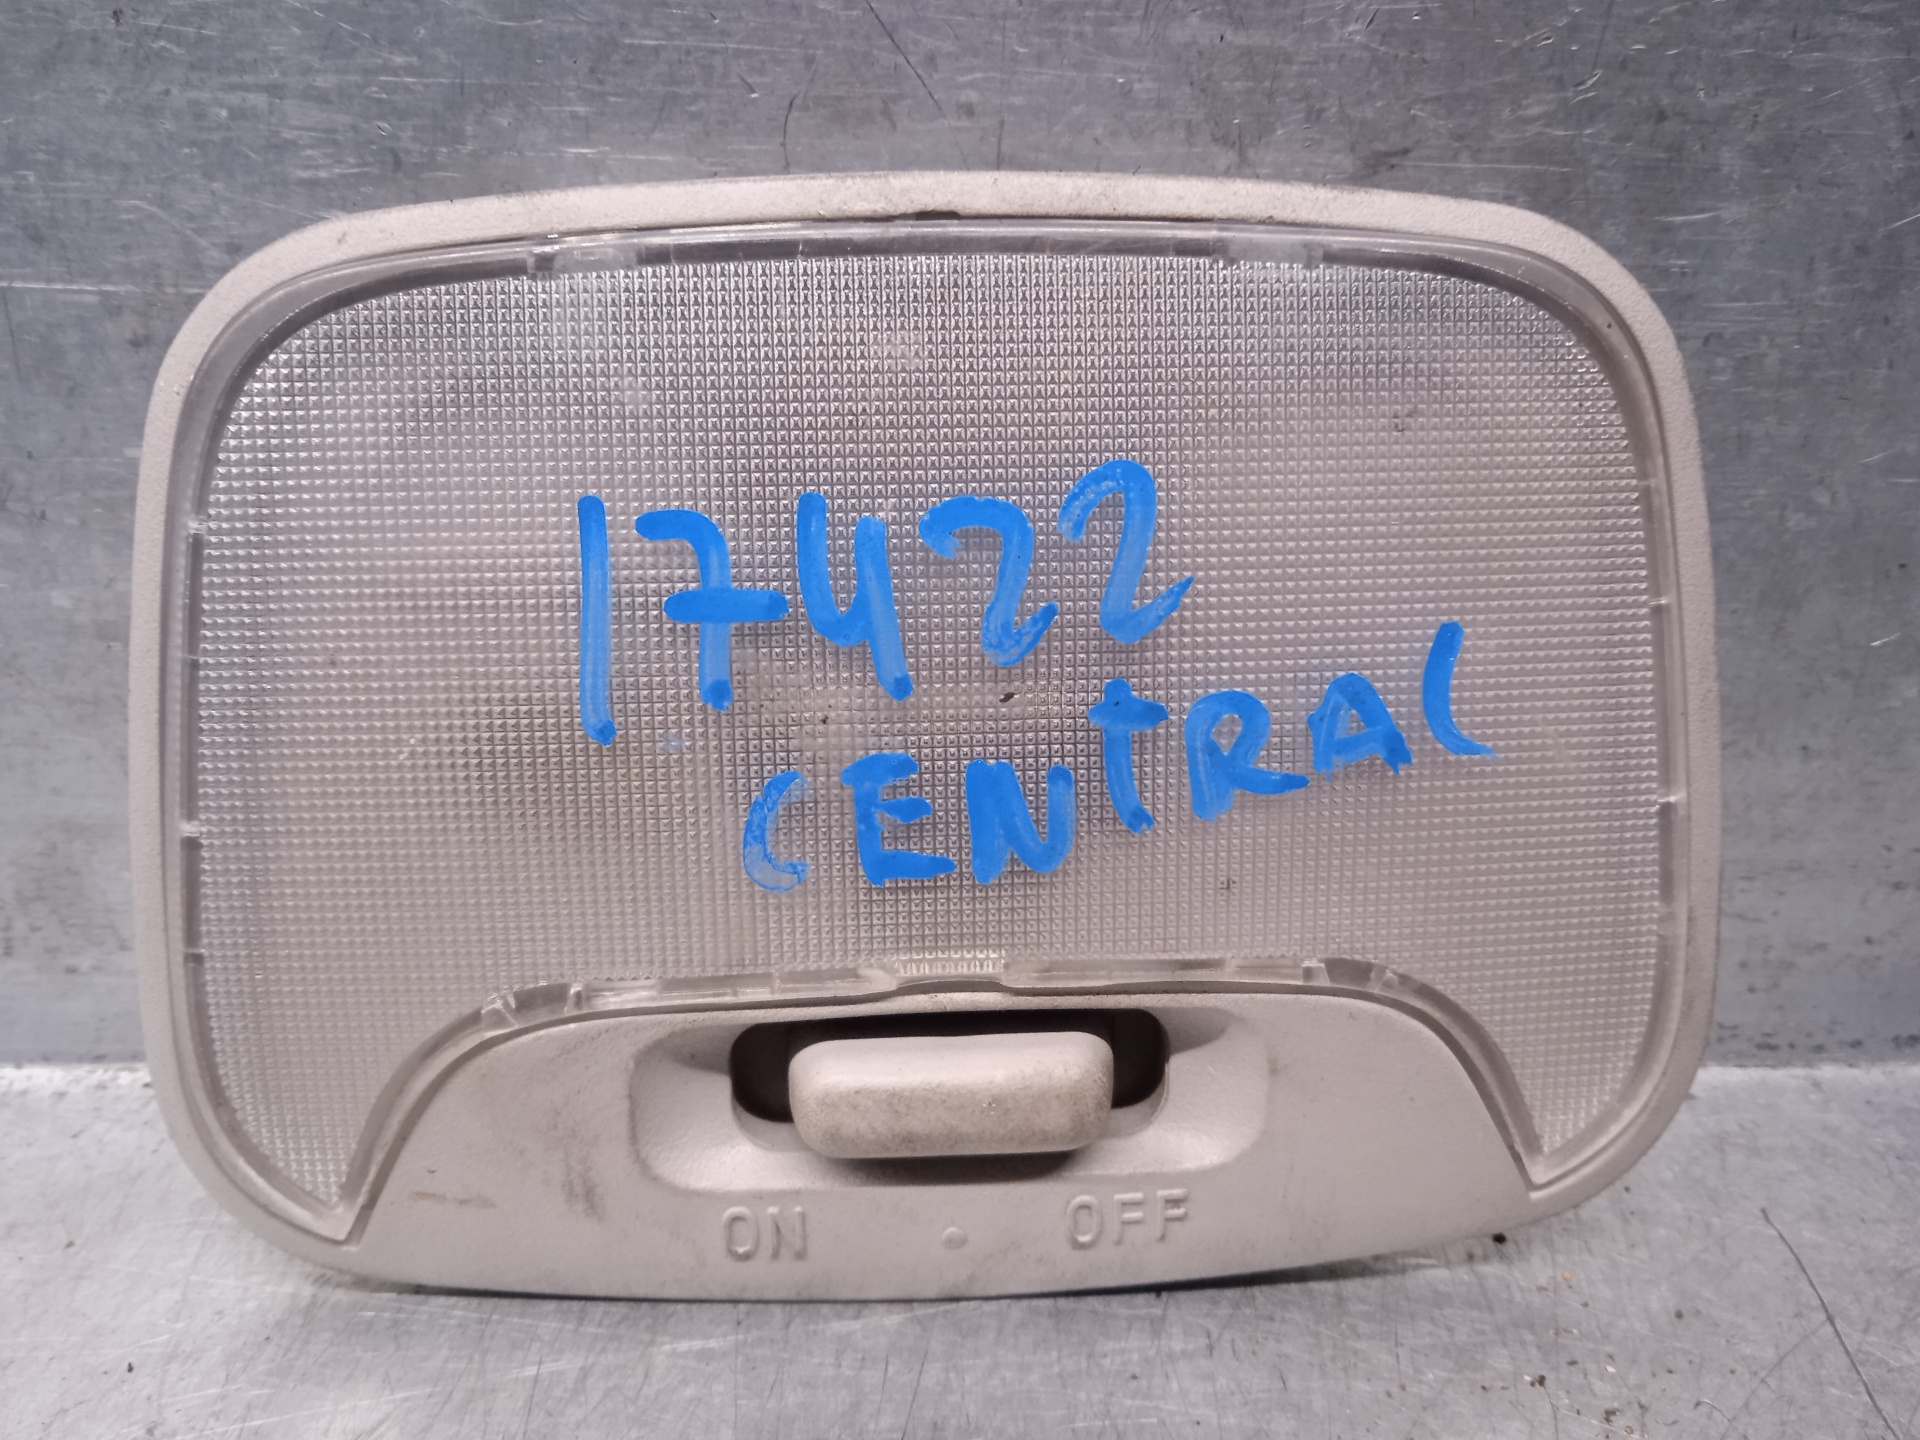 17422
CENtRAL
ON • OFF